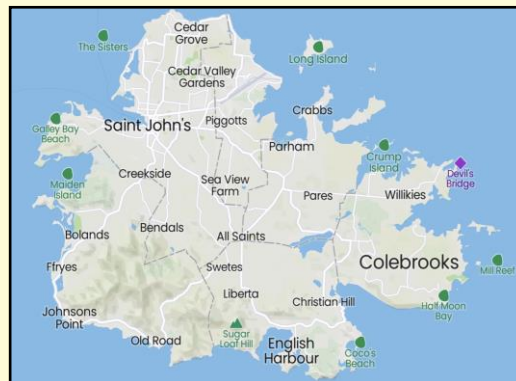 Cedar
Grove
The Sisters
Long Island
Cedar Valley
Gardens
Crabbs
Galley Bay
Beach
Saint John's
Piggotts
Parham
Crump
Island
Maiden
Island
Creekside
Sea View
Farm
Pares
Willikies
Devil's
Bridge
Bolands
Bendals
All Saints
Ffryes
Swetes
Colebrooks
Mill Reef
Liberta
Christian Hill
Half Moon
Bay
Johnsons
Point
Old Road
Sugar
Loaf Hill
English
Harbour
Coco's
Beach